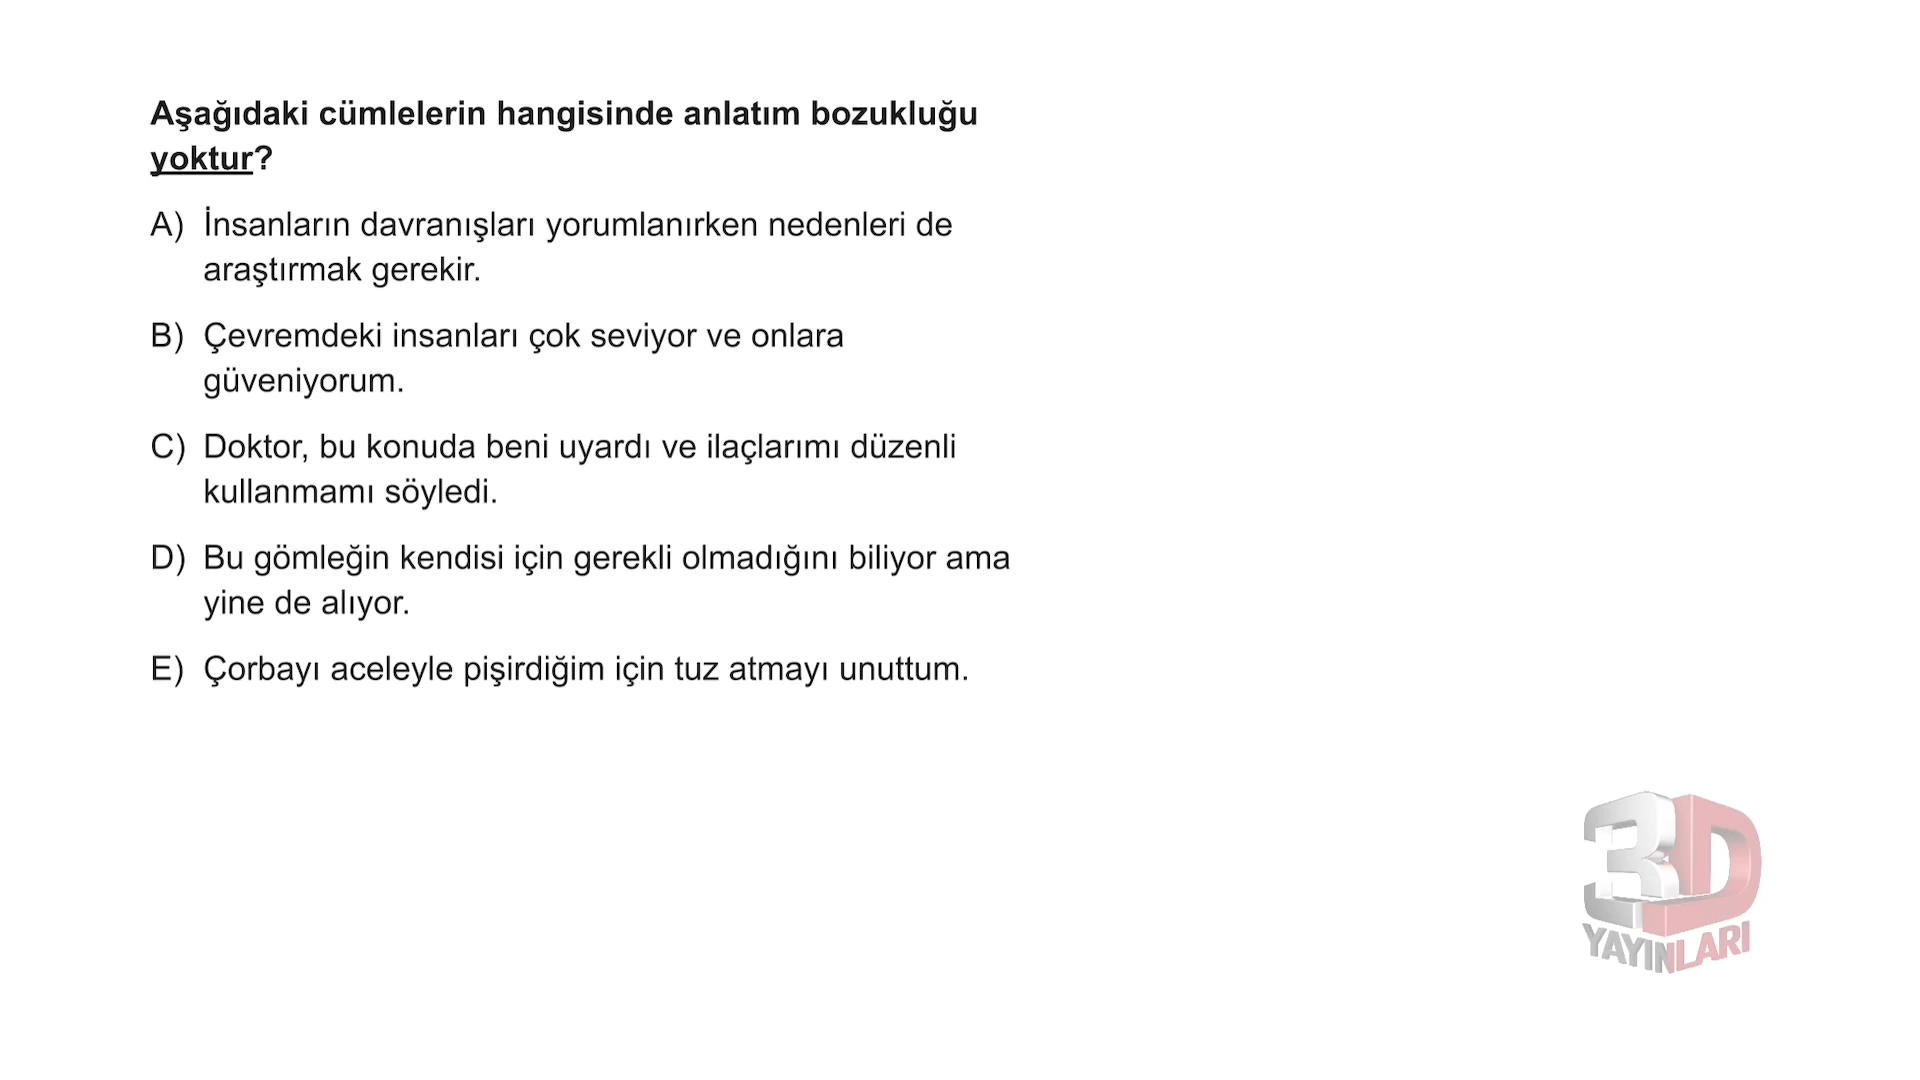 Aşağıdaki cümlelerin hangisinde anlatım bozukluğu
yoktur?
A) İnsanların davranışları yorumlanırken nedenleri de
araştırmak gerekir.
B) Çevremdeki insanları çok seviyor ve onlara
güveniyorum.
C) Doktor, bu konuda beni uyardı ve ilaçlarımı düzenli
kullanmamı söyledi.
D) Bu gömleğin kendisi için gerekli olmadığını biliyor ama
yine de alıyor.
E) Çorbayı aceleyle pişirdiğim için tuz atmayı unuttum.
3D
YAYINLARI